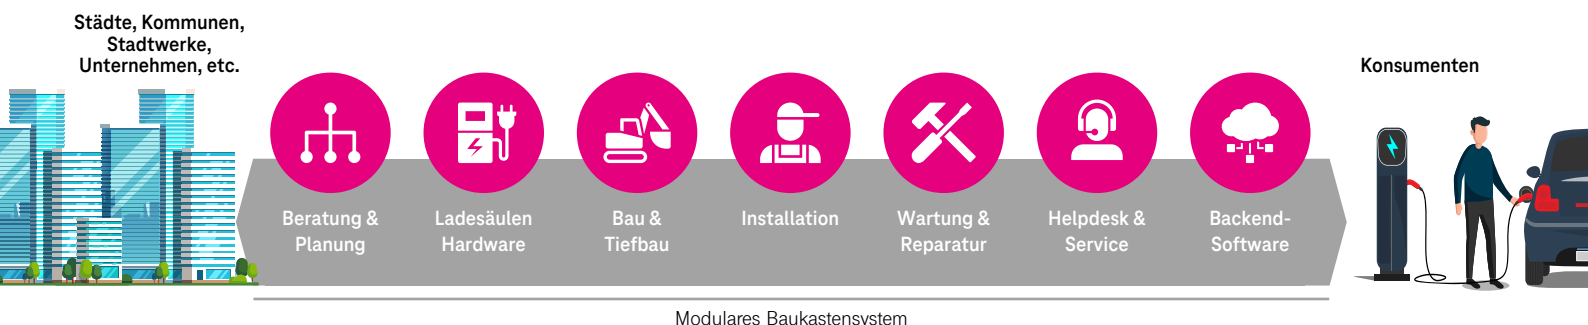 Städte, Kommunen,
Stadtwerke,
Unternehmen, etc.
Konsumenten
Beratung &
Planung
Ladesäulen
Hardware
Bau &
Tiefbau
Installation
Wartung &
Reparatur
Helpdesk &
Service
Backend-
Software
Modulares Baukastensystem